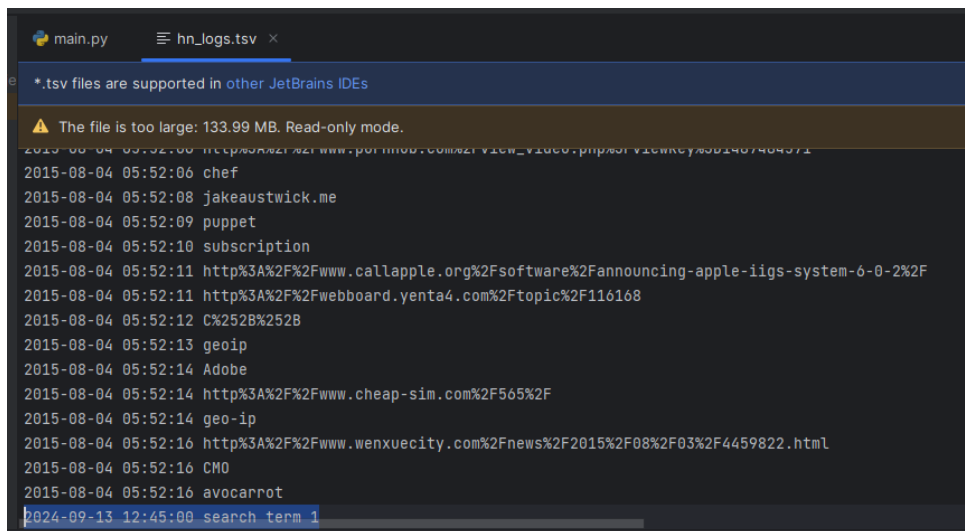 main.py hn_logs.tsv
*.tsv files are supported in other JetBrains IDEs
The file is too large: 133.99 MB. Read-only mode.
2015-08-04 05:52:06 chef
2015-08-04 05:52:08 jakeaustwick.me
2015-08-04 05:52:09 puppet
2015-08-04 05:52:10 subscription
2015-08-04 05:52:11 http%3A%2F%2Fwww.callapple.org%2Fsoftware%2Fannouncing-apple-iigs-system-6-0-2%2F
2015-08-04 05:52:11 http%3A%2F%2Fwebboard.yenta4.com%2Ftopic%2F116168
2015-08-04 05:52:12 C%252B%252B
2015-08-04 05:52:13 geoip
2015-08-04 05:52:14 Adobe
2015-08-04 05:52:14 http%3A%2F%2Fwww.cheap-sim.com%2F565%2F
2015-08-04 05:52:14 geo-ip
2015-08-04 05:52:16 http%3A%2F%2Fwww.wenxuecity.com%2Fnews%2F2015%2F08%2F03%2F4459822.html
2015-08-04 05:52:16 CMO
2015-08-04 05:52:16 avocarrot
2024-09-13 12:45:00 search term 1